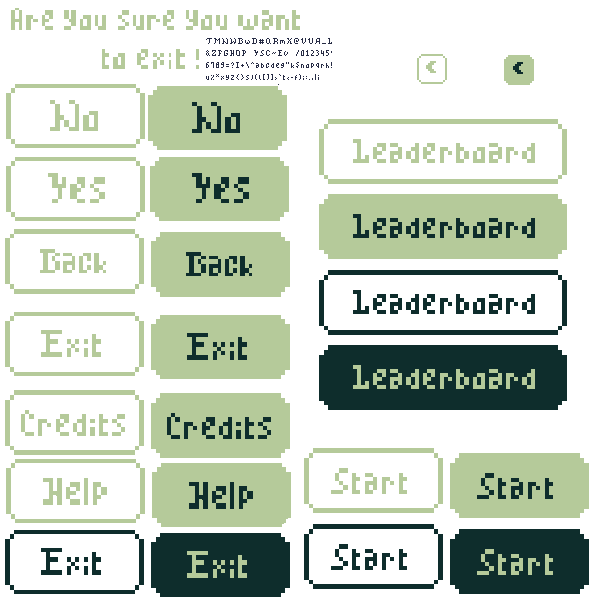 Are you sure you want
to exit !
No No
Yes Yes
Back Back
Exit Exit
Credits Credits
Help Help
Exit Exit
Leaderboard
Leaderboard
Leaderboard
Leaderboard
Start Start
Start Start